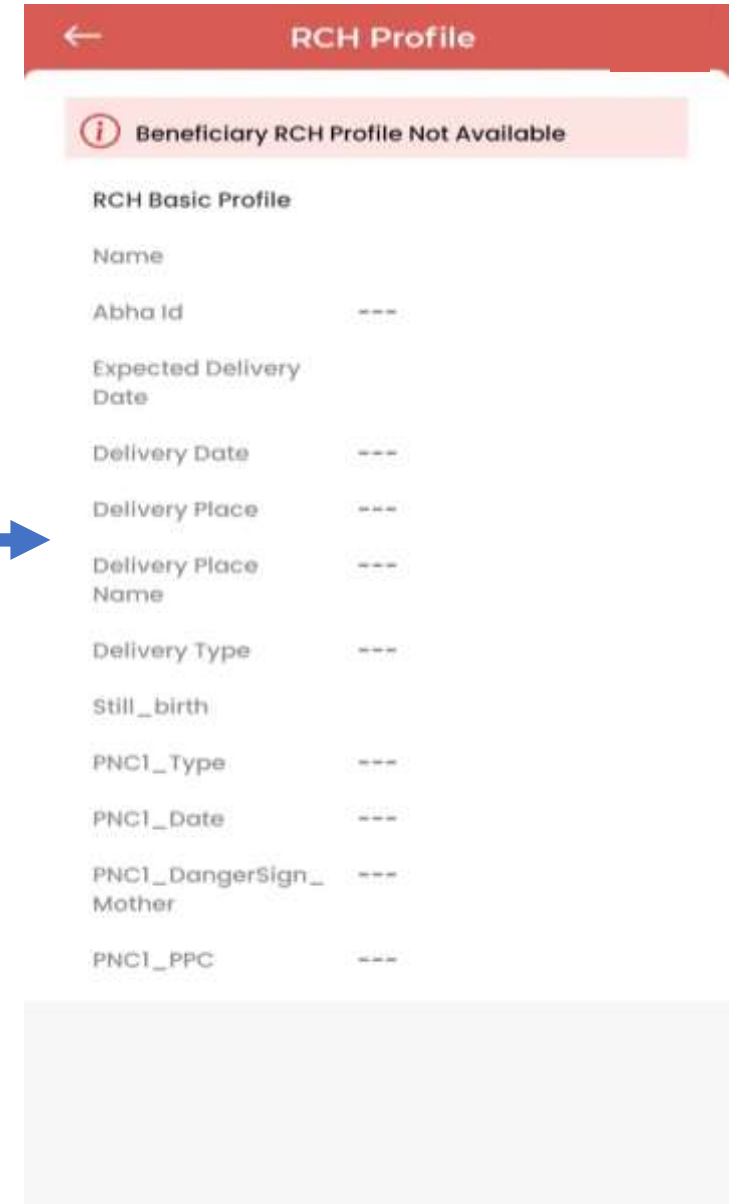 RCH Profile
Beneficiary RCH Profile Not Available
RCH Basic Profile
Name
Abha Id ---
Expected Delivery
Date
Delivery Date ---
Delivery Place ---
Delivery Place ---
Name
Delivery Type ---
Still_birth
PNC1_Type ---
PNC1_Date ---
PNC1_DangerSign_ ---
Mother
PNC1_PPC ---